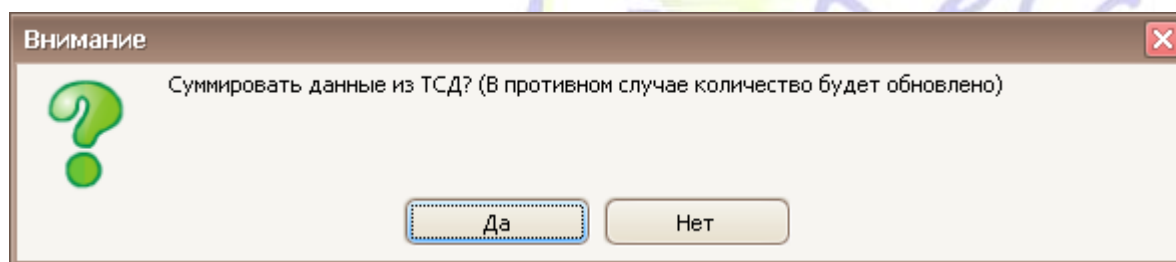 Внимание
Суммировать данные из ТСД? (В противном случае количество будет обновлено)
Да
Нет